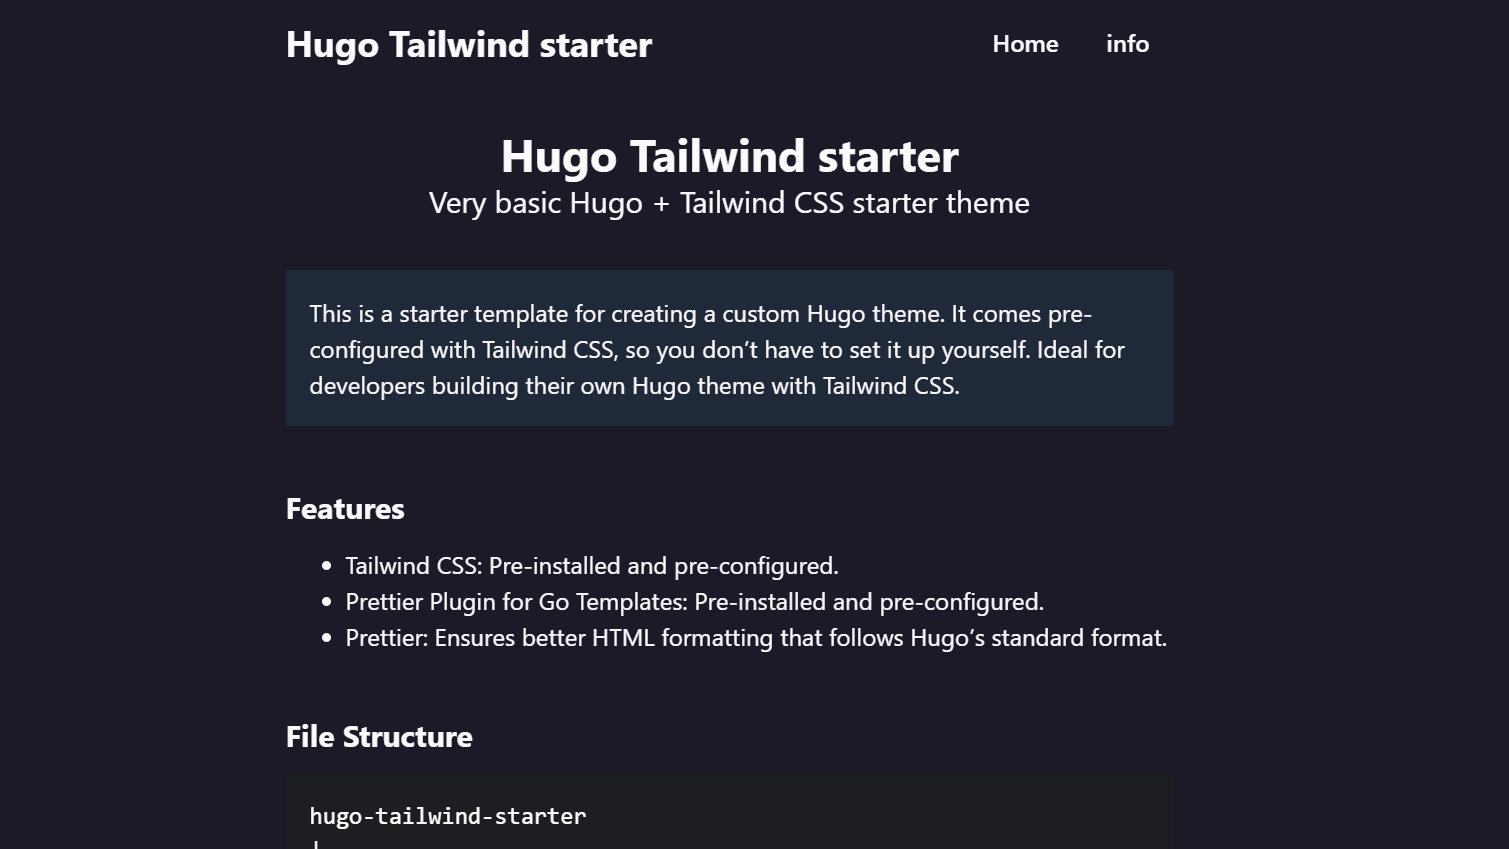 Hugo Tailwind starter
Home
info
Hugo Tailwind starter
Very basic Hugo + Tailwind CSS starter theme
This is a starter template for creating a custom Hugo theme. It comes pre-
configured with Tailwind CSS, so you don’t have to set it up yourself. Ideal for
developers building their own Hugo theme with Tailwind CSS.
Features
• Tailwind CSS: Pre-installed and pre-configured.
• Prettier Plugin for Go Templates: Pre-installed and pre-configured.
• Prettier: Ensures better HTML formatting that follows Hugo’s standard format.
File Structure
hugo-tailwind-starter